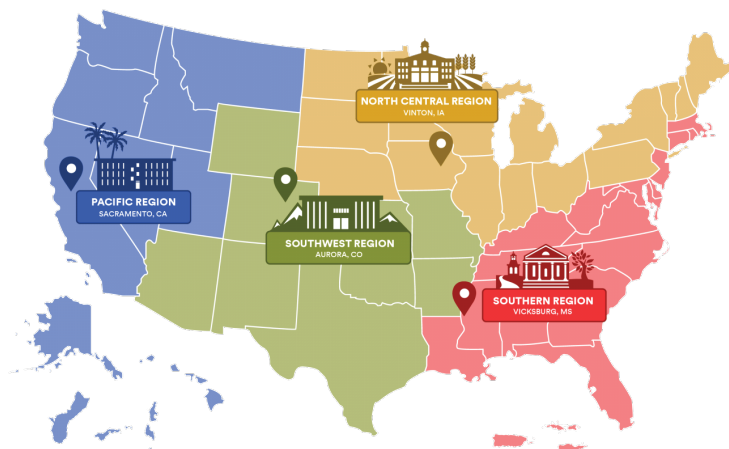 NORTH CENTRAL REGION
VINTON, IA
PACIFIC REGION
SACRAMENTO, CA
SOUTHWEST REGION
AURORA, CO
SOUTHERN REGION
VICKSBURG, MS